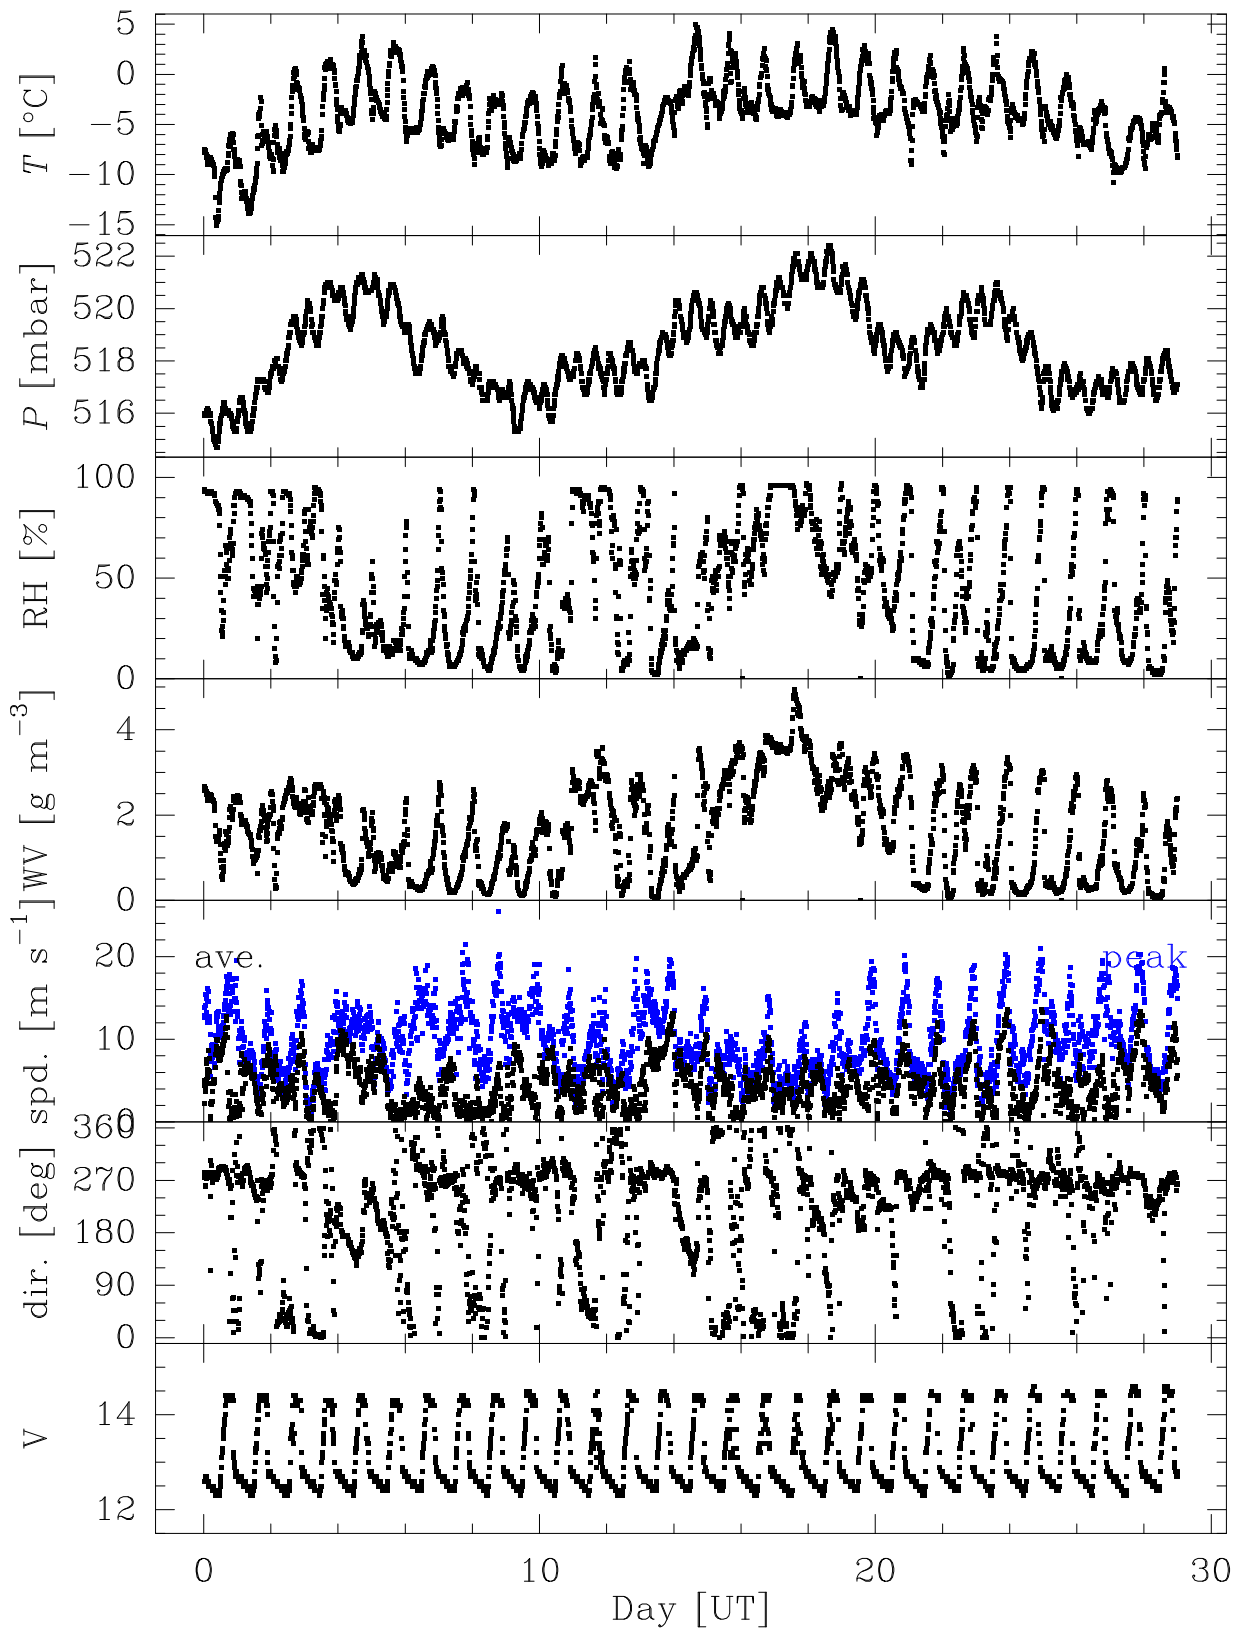 5
0
−5
−10
−15
T [°C]
522
520
518
516
P [mbar]
100
50
0
RH [%]
4
2
0
WV [g m−3]
ave.
peak
20
10
0
spd. [m s−1]
360
270
180
90
0
dir. [deg]
14
12
V
0 10 20 30
Day [UT]